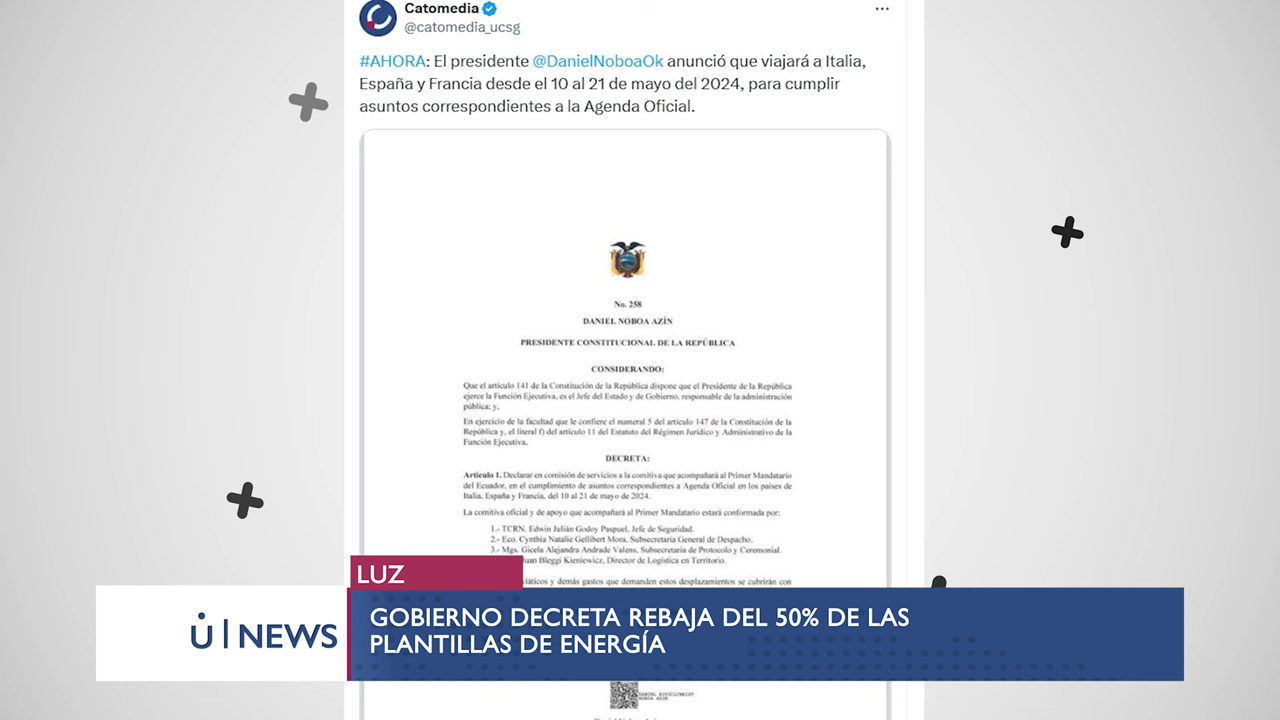 Catomedia
@catomedia_ucsg
#AHORA: El presidente @DanielNoboaOk anunció que viajará a Italia,
España y Francia desde el 10 al 21 de mayo del 2024, para cumplir
asuntos correspondientes a la Agenda Oficial.
No. 258
DANIEL NOBOA AZÍN
PRESIDENTE CONSTITUCIONAL DE LA REPÚBLICA
CONSIDERANDO:
Que el artículo 141 de la Constitución de la República dispone que el Presidente de la República
ejerce la Función Ejecutiva, es el Jefe del Estado y de Gobierno, responsable de la administración
pública; y,
En ejercicio de la facultad que le confiere el numeral 5 del artículo 147 de la Constitución de la
República y, el literal f) del artículo 11 del Estatuto del Régimen Jurídico y Administrativo de la
Función Ejecutiva,
DECRETA:
Artículo 1. Declarar en comisión de servicios a la comitiva que acompañará al Primer Mandatario
del Ecuador, en el cumplimiento de asuntos correspondientes a Agenda Oficial en los países de
Italia, España y Francia, del 10 al 21 de mayo de 2024.
La comitiva oficial y de apoyo que acompañará al Primer Mandatario estará conformada por:
1.- TCRN. Edwin Julián Godoy Paspuel, Jefe de Seguridad.
2.- Eco. Cynthia Natalie Gellibert Mora, Subsecretaria General de Despacho.
3.- Mgs. Gicela Alejandra Andrade Valens, Subsecretaria de Protocolo y Ceremonial.
Juan Bleggi Kieniewicz, Director de Logística en Territorio.
viáticos y demás gastos que demanden estos desplazamientos se cubrirán con
LUZ
GOBIERNO DECRETA REBAJA DEL 50% DE LAS
PLANTILLAS DE ENERGÍA
U | NEWS